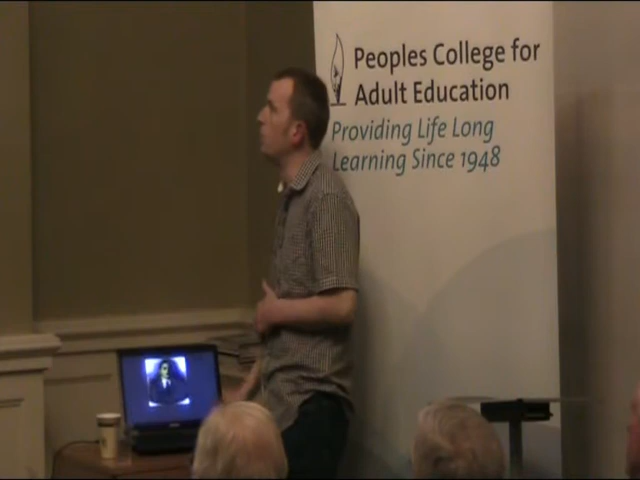 Peoples College for
Adult Education
Providing Life Long
Learning Since 1948